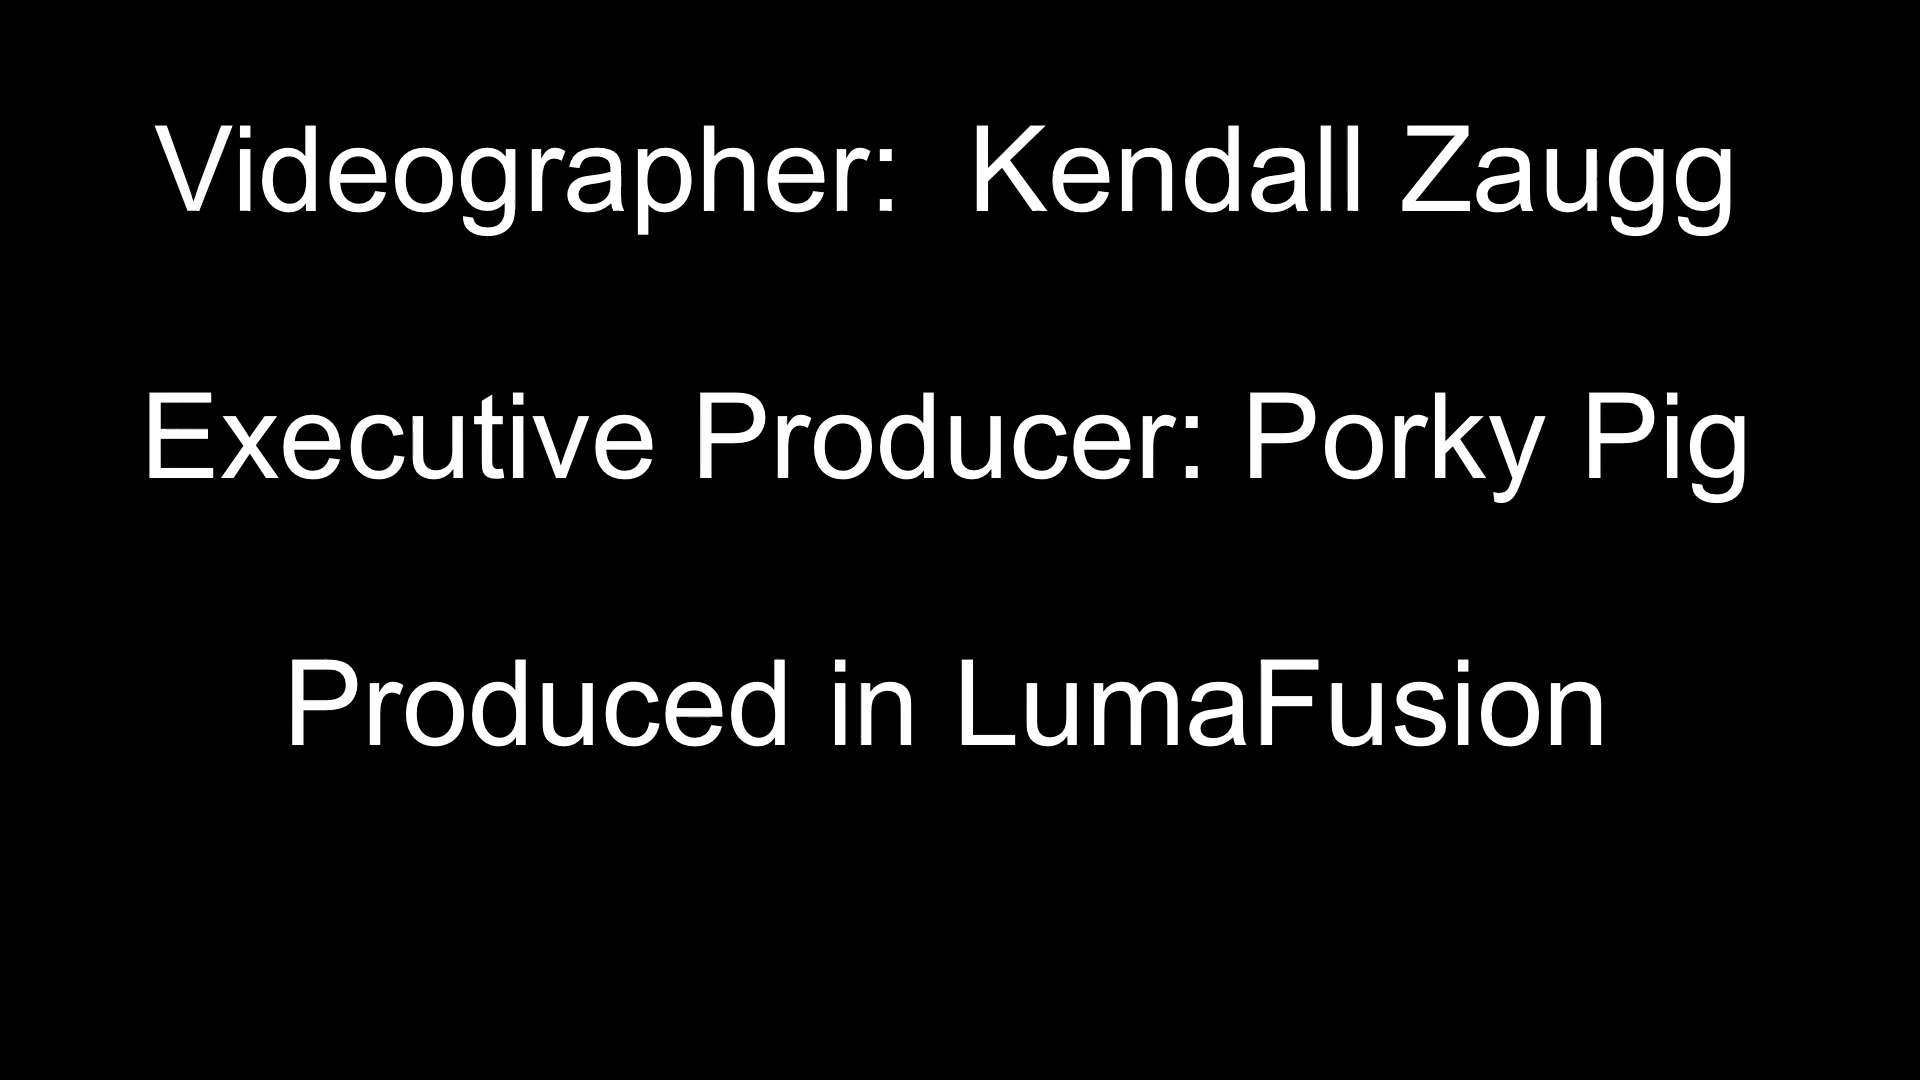 Videographer:  Kendall Zaugg
Executive Producer: Porky Pig
Produced in LumaFusion